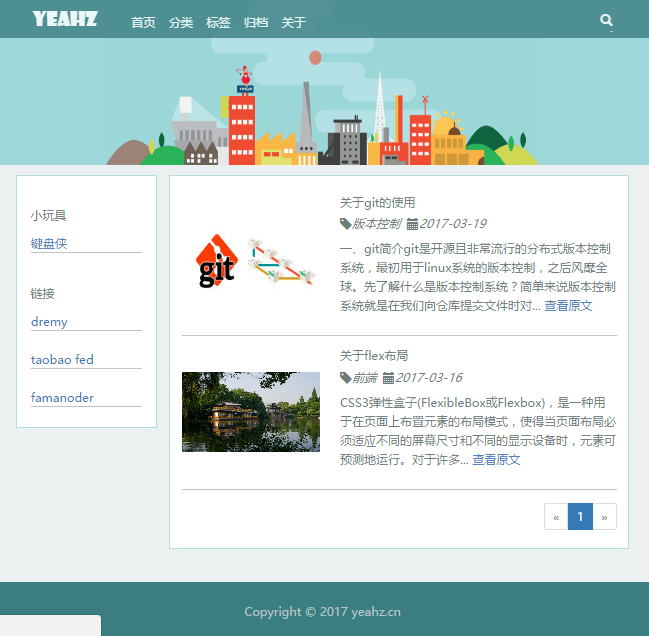 YEAHZ 首页 分类 标签 归档 关于
小玩具
键盘侠
链接
dremy
taobao fed
famanoder
git
关于git的使用
版本控制 2017-03-19
一、git简介git是开源且非常流行的分布式版本控制
系统，最初用于linux系统的版本控制，之后风靡全
球。先了解什么是版本控制系统？简单来说版本控制
系统就是在我们向仓库提交文件时对... 查看原文
关于flex布局
前端 2017-03-16
CSS3弹性盒子(FlexibleBox或Flexbox)，是一种用
于在页面上布置元素的布局模式，使得当页面布局必
须适应不同的屏幕尺寸和不同的显示设备时，元素可
预测地运行。对于许多... 查看原文
« 1 »
Copyright © 2017 yeahz.cn